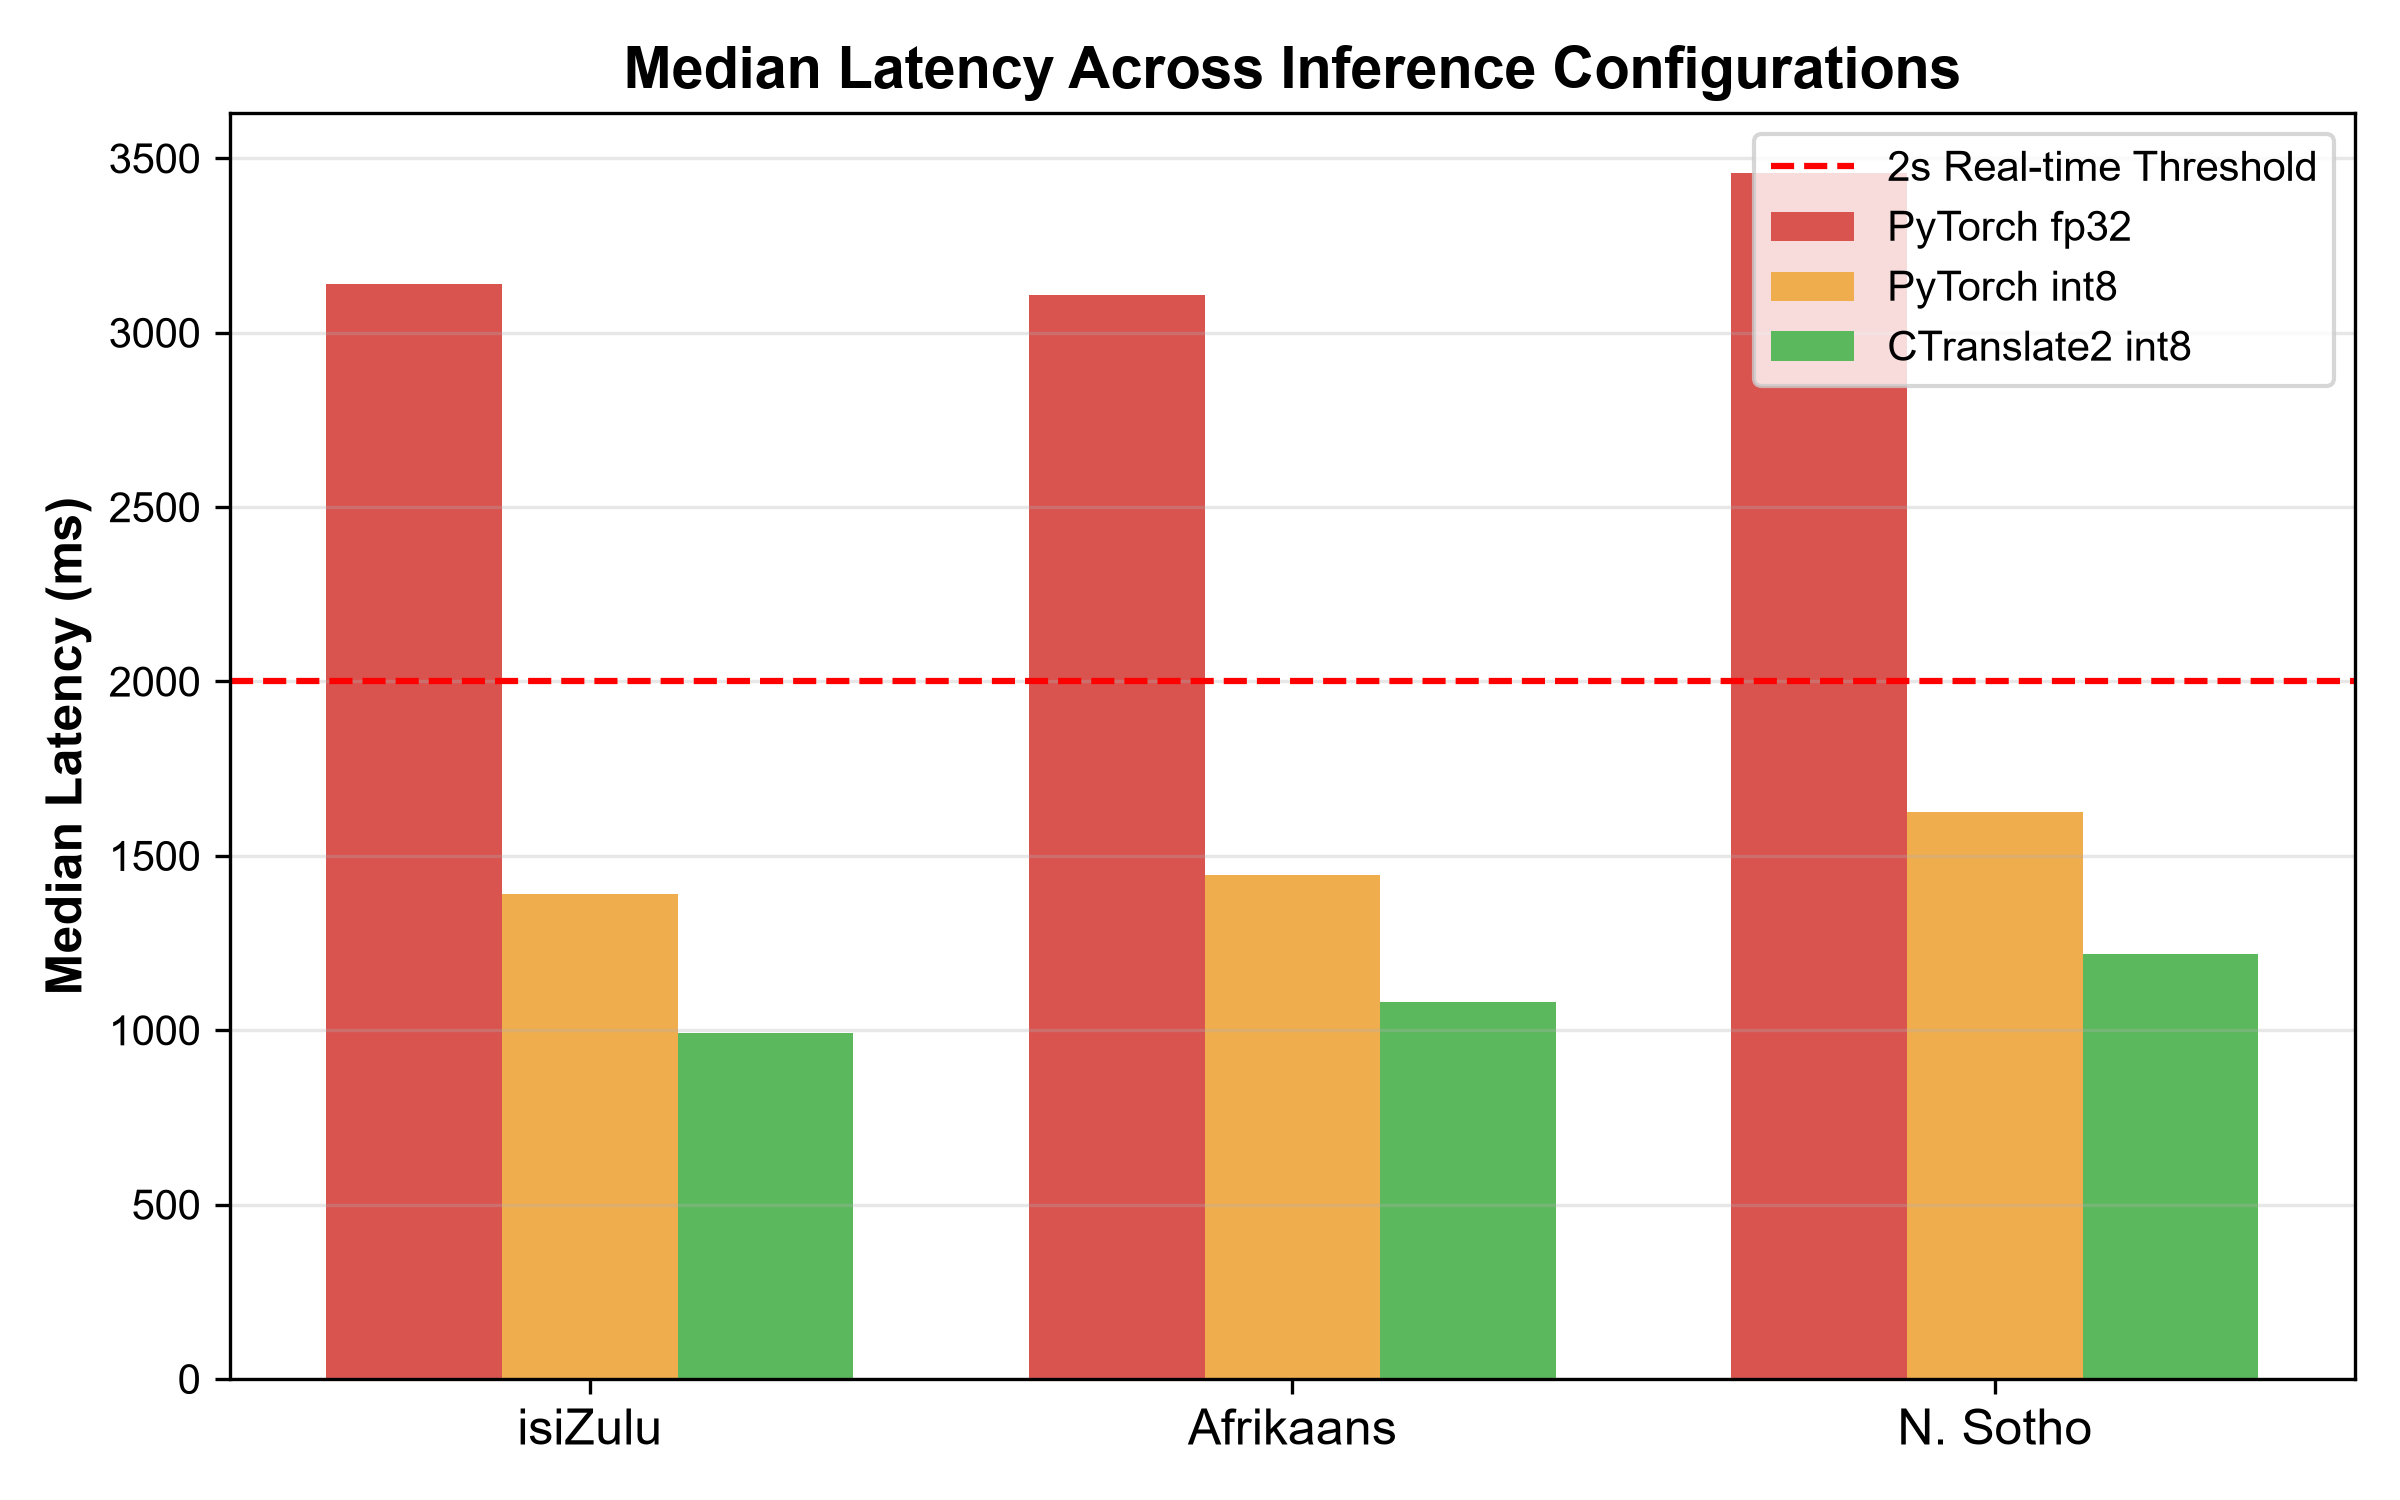 Median Latency Across Inference Configurations
2s Real-time Threshold
PyTorch fp32
PyTorch int8
CTranslate2 int8
Median Latency (ms)
3500
3000
2500
2000
1500
1000
500
0
isiZulu
Afrikaans
N. Sotho